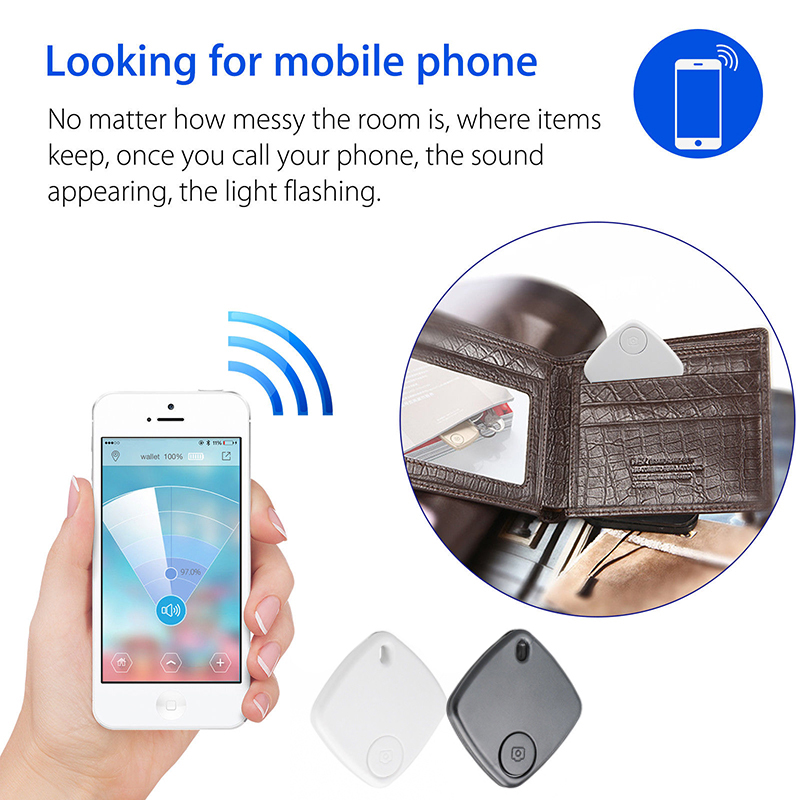 Looking for mobile phone
No matter how messy the room is, where items
keep, once you call your phone, the sound
appearing, the light flashing.
11%
wallet 100%
97.0%